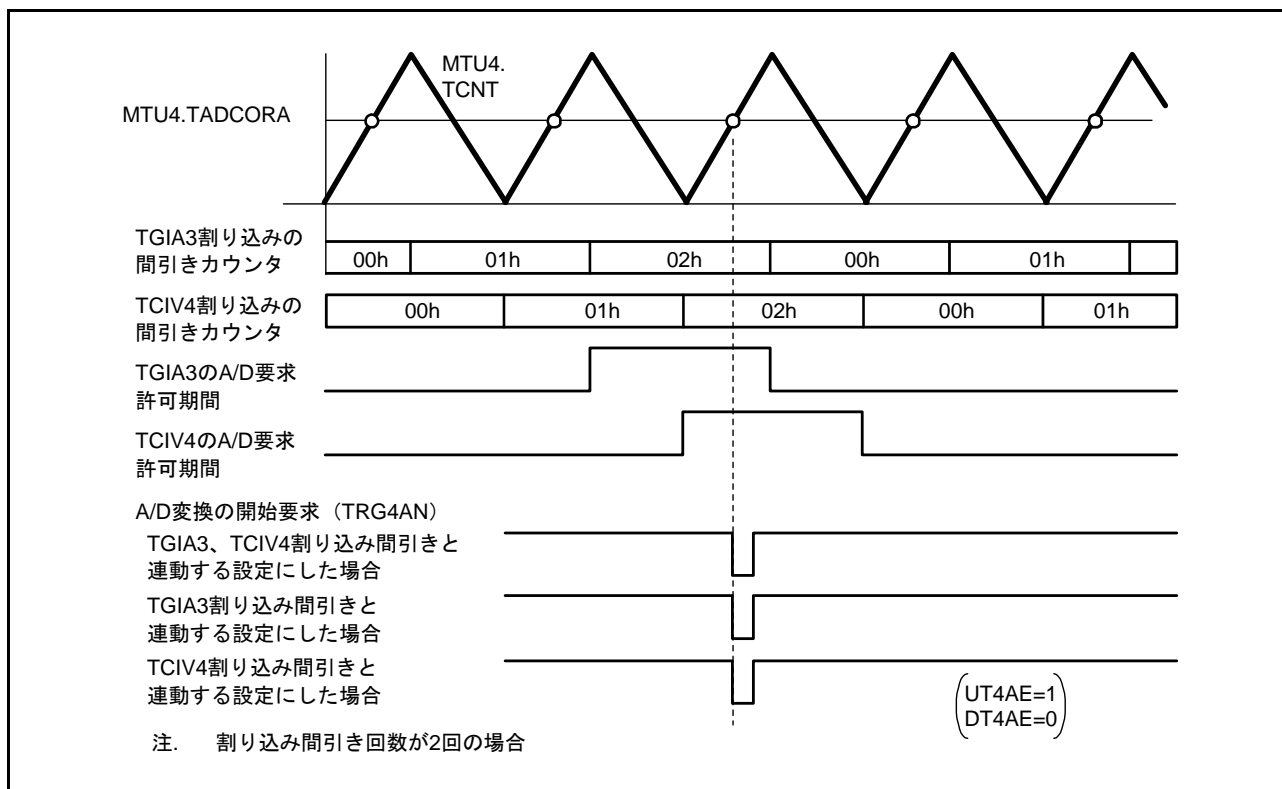 MTU4.
TCNT
MTU4.TADCORA
TGIA3割り込みの
間引きカウンタ
00h 01h 02h 00h 01h
TCIV4割り込みの
間引きカウンタ
00h 01h 02h 00h 01h
TGIA3のA/D要求
許可期間
TCIV4のA/D要求
許可期間
A/D変換の開始要求（TRG4AN）
TGIA3、TCIV4割り込み間引きと
連動する設定にした場合
TGIA3割り込み間引きと
連動する設定にした場合
TCIV4割り込み間引きと
連動する設定にした場合
UT4AE=1
DT4AE=0
注. 割り込み間引き回数が2回の場合